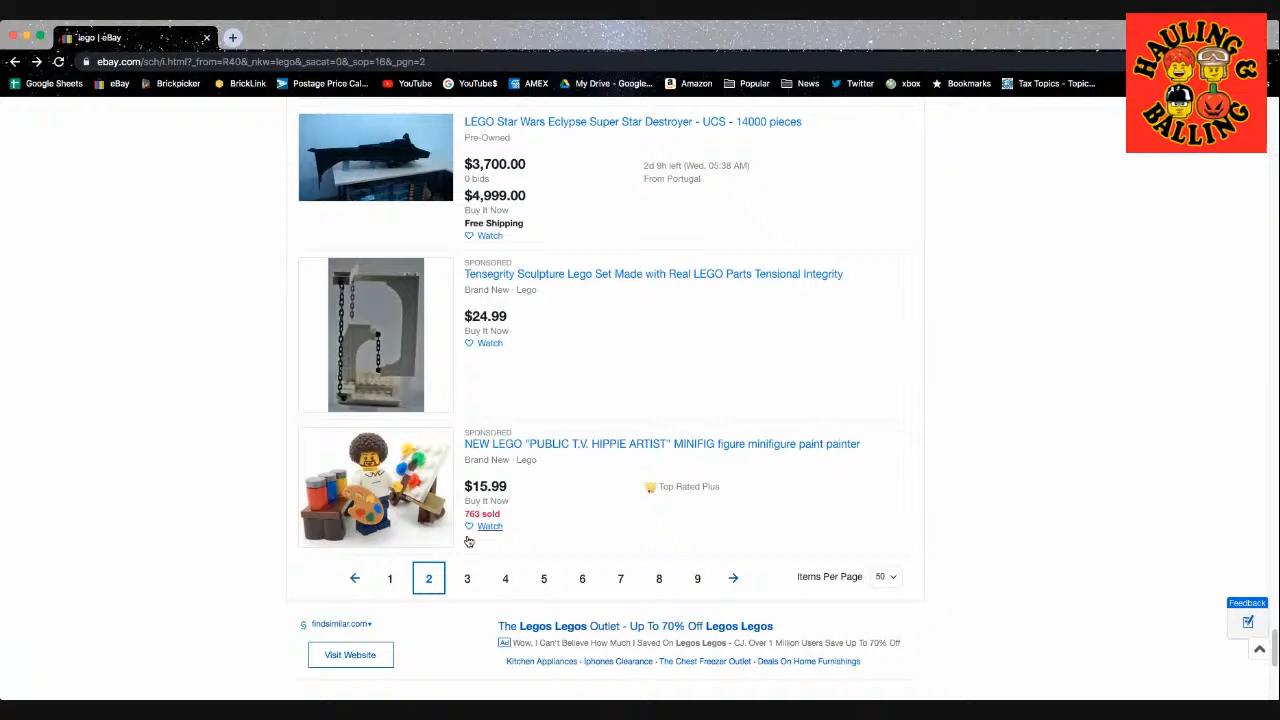 HAULING
BALLING
lego | eBay
ebay.com/sch/i.html?_from=R40&_nkw=lego&_sacat=0&_sop=16&_pgn=2
Google Sheets eBay Brickpicker BrickLink Postage Price Cal... YouTube YouTube$ AMEX My Drive - Google... Amazon Popular News Twitter xbox Bookmarks Tax Topics - Topic...
LEGO Star Wars Eclypse Super Star Destroyer - UCS - 14000 pieces
Pre-Owned
$3,700.00 2d 9h left (Wed, 05:38 AM)
0 bids From Portugal
$4,999.00
Buy It Now
Free Shipping
Watch
SPONSORED
Tensegrity Sculpture Lego Set Made with Real LEGO Parts Tensional Integrity
Brand New · Lego
$24.99
Buy It Now
Watch
SPONSORED
NEW LEGO "PUBLIC T.V. HIPPIE ARTIST" MINIFIG figure minifigure paint painter
Brand New · Lego
$15.99 Top Rated Plus
Buy It Now
763 sold
Watch
1 2 3 4 5 6 7 8 9 Items Per Page 50
Feedback
findsimilar.com
The Legos Legos Outlet - Up To 70% Off Legos Legos
Ad Wow, I Can't Believe How Much I Saved On Legos Legos - CJ. Over 1 Million Users Save Up To 70% Off
Visit Website
Kitchen Appliances · Iphones Clearance · The Chest Freezer Outlet · Deals On Home Furnishings